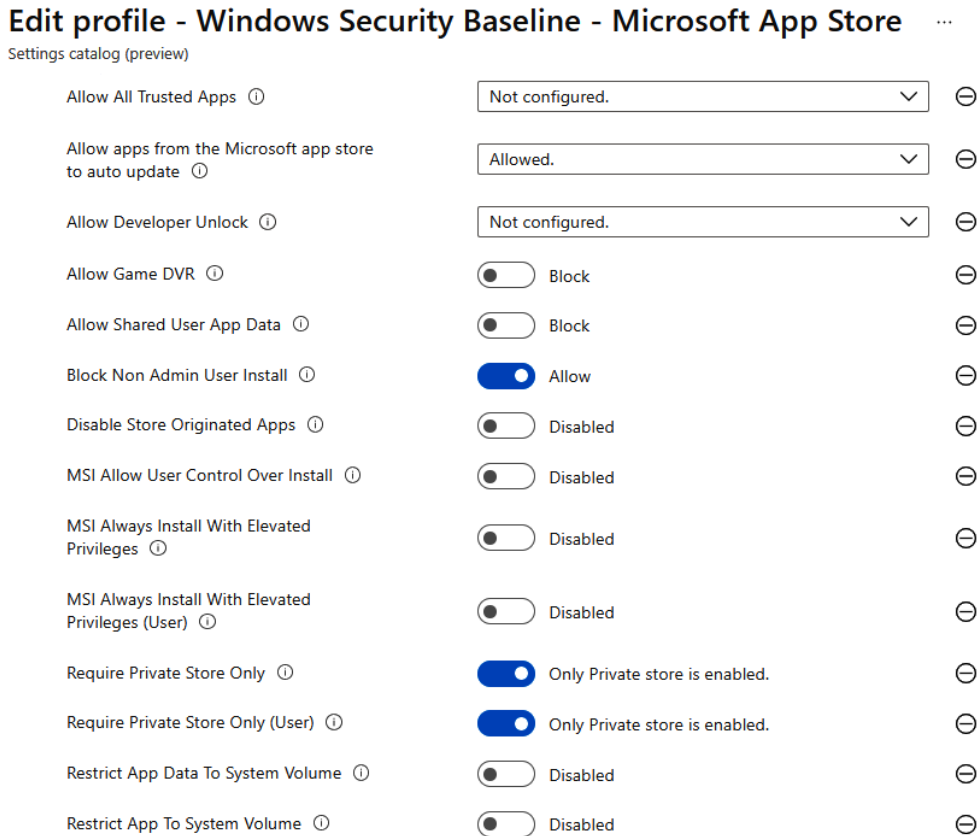 Edit profile - Windows Security Baseline - Microsoft App Store ...
Settings catalog (preview)
Allow All Trusted Apps Not configured.
Allow apps from the Microsoft app store
to auto update Allowed.
Allow Developer Unlock Not configured.
Allow Game DVR Block
Allow Shared User App Data Block
Block Non Admin User Install Allow
Disable Store Originated Apps Disabled
MSI Allow User Control Over Install Disabled
MSI Always Install With Elevated
Privileges Disabled
MSI Always Install With Elevated
Privileges (User) Disabled
Require Private Store Only Only Private store is enabled.
Require Private Store Only (User) Only Private store is enabled.
Restrict App Data To System Volume Disabled
Restrict App To System Volume Disabled